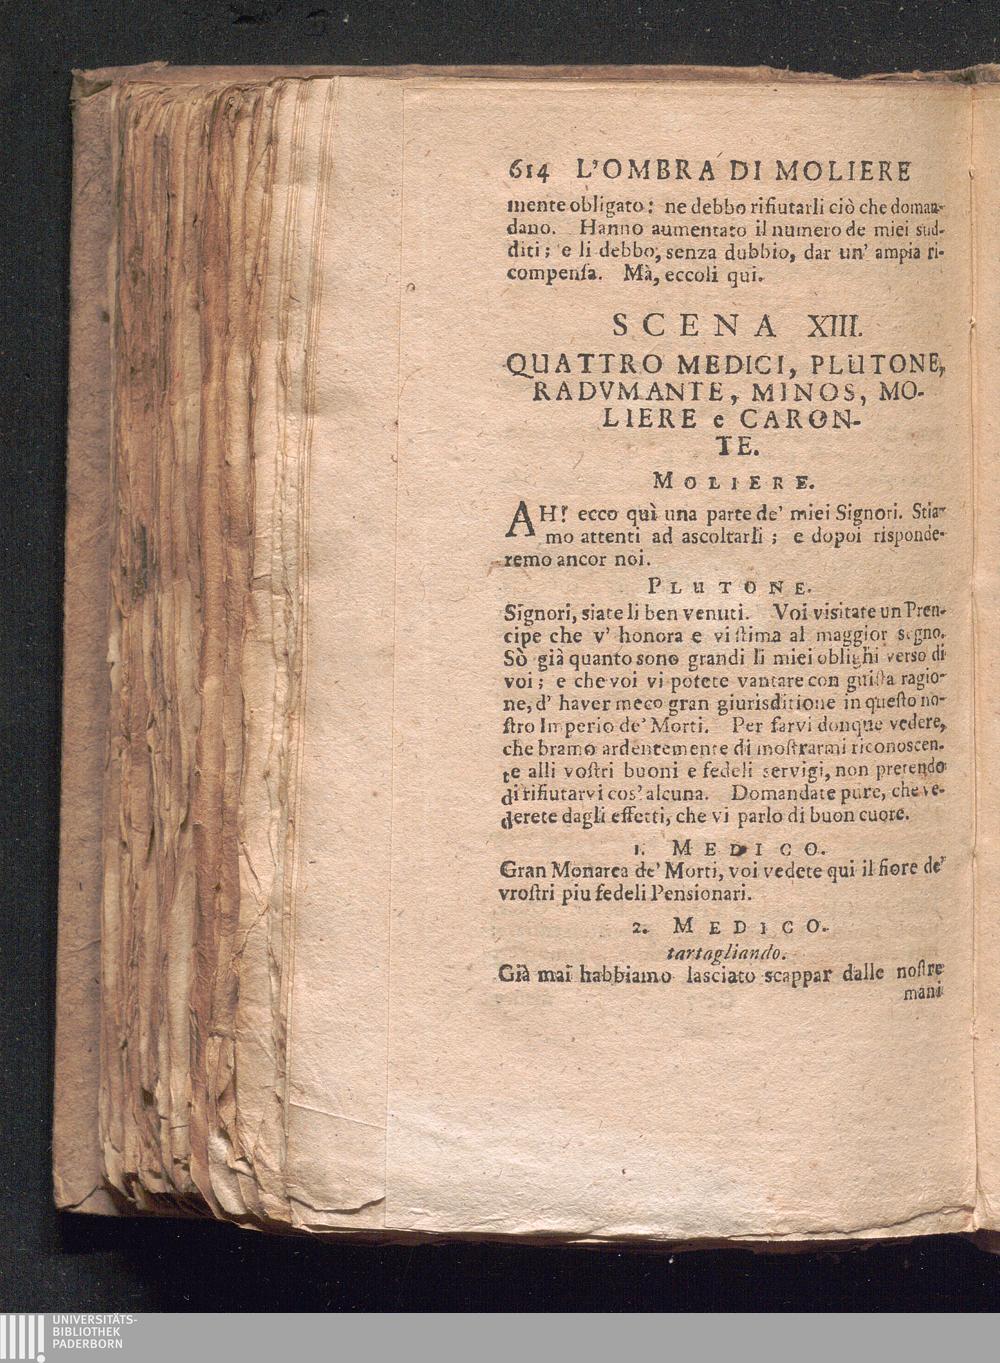 614 L'OMBRA DI MOLIERE
mente obligato: ne debbo rifiutarli ciò che doman-
dano. Hanno aumentato il numero de miei sud-
diti; e li debbo, senza dubbio, dar un' ampia ri-
compensa. Mà, eccoli qui.
SCENA XIII.
QUATTRO MEDICI, PLUTONE,
RADVMANTE, MINOS, MO-
LIERE e CARON-
TE.
MOLIERE.
AH! ecco quì una parte de' miei Signori. Stia-
mo attenti ad ascoltarli; e dopoi risponde-
remo ancor noi.
PLUTONE.
Signori, siate li ben venuti. Voi visitate un Pren-
cipe che v' honora e vi stima al maggior segno.
Sò già quanto sono grandi li miei oblighi verso di
voi; e che voi vi potete vantare con giusta ragio-
ne, d' haver meco gran giurisditione in questo no-
stro Imperio de' Morti. Per farvi donque vedere,
che bramo ardentemente di mostrarmi riconoscen-
te alli vostri buoni e fedeli servigi, non pretendo
di rifiutarvi cos' alcuna. Domandate pure, che ve-
derete dagli effetti, che vi parlo di buon cuore.
1. MEDICO.
Gran Monarca de' Morti, voi vedete qui il fiore de'
vrostri piu fedeli Pensionari.
2. MEDICO.
tartagliando.
Già mai habbiamo lasciato scappar dalle nostre
mani
UNIVERSITÄTS-
BIBLIOTHEK
PADERBORN